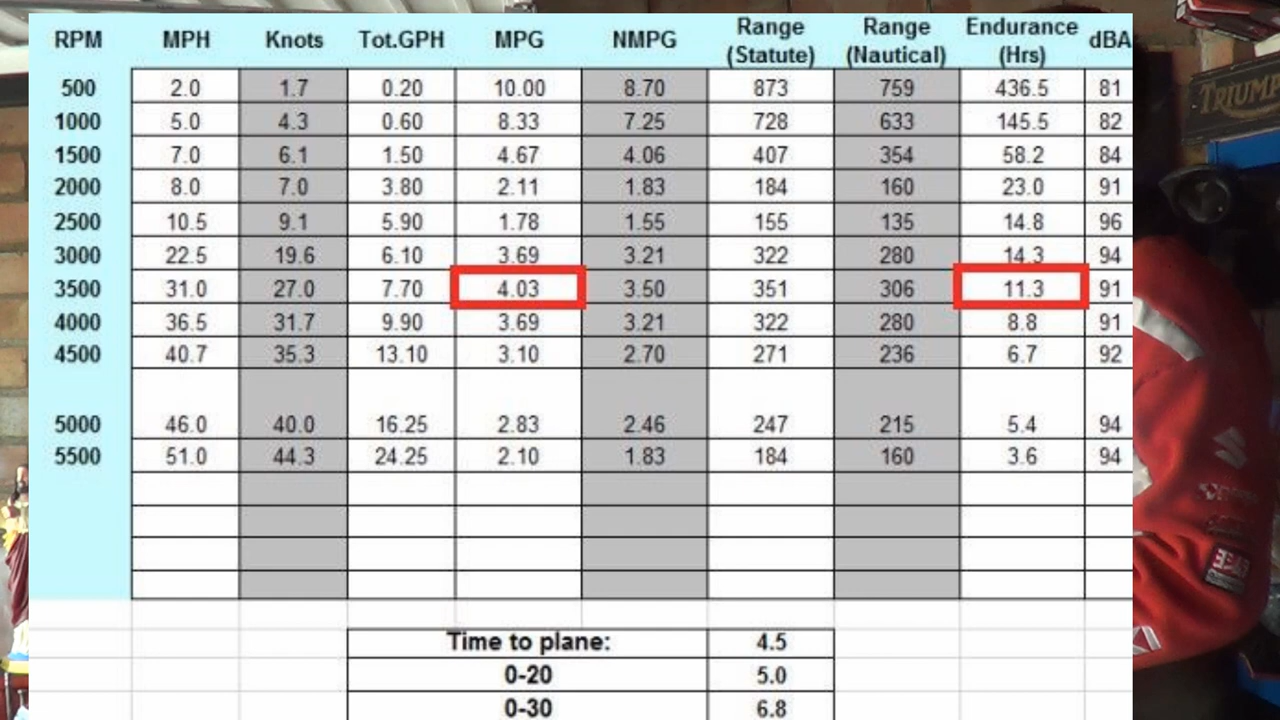 RPM MPH Knots Tot.GPH MPG NMPG Range (Statute) Range (Nautical) Endurance (Hrs) dBA
500 2.0 1.7 0.20 10.00 8.70 873 759 436.5 81
1000 5.0 4.3 0.60 8.33 7.25 728 633 145.5 82
1500 7.0 6.1 1.50 4.67 4.06 407 354 58.2 84
2000 8.0 7.0 3.80 2.11 1.83 184 160 23.0 91
2500 10.5 9.1 5.90 1.78 1.55 155 135 14.8 96
3000 22.5 19.6 6.10 3.69 3.21 322 280 14.3 94
3500 31.0 27.0 7.70 4.03 3.50 351 306 11.3 91
4000 36.5 31.7 9.90 3.69 3.21 322 280 8.8 91
4500 40.7 35.3 13.10 3.10 2.70 271 236 6.7 92
5000 46.0 40.0 16.25 2.83 2.46 247 215 5.4 94
5500 51.0 44.3 24.25 2.10 1.83 184 160 3.6 94
Time to plane: 4.5
0-20 5.0
0-30 6.8